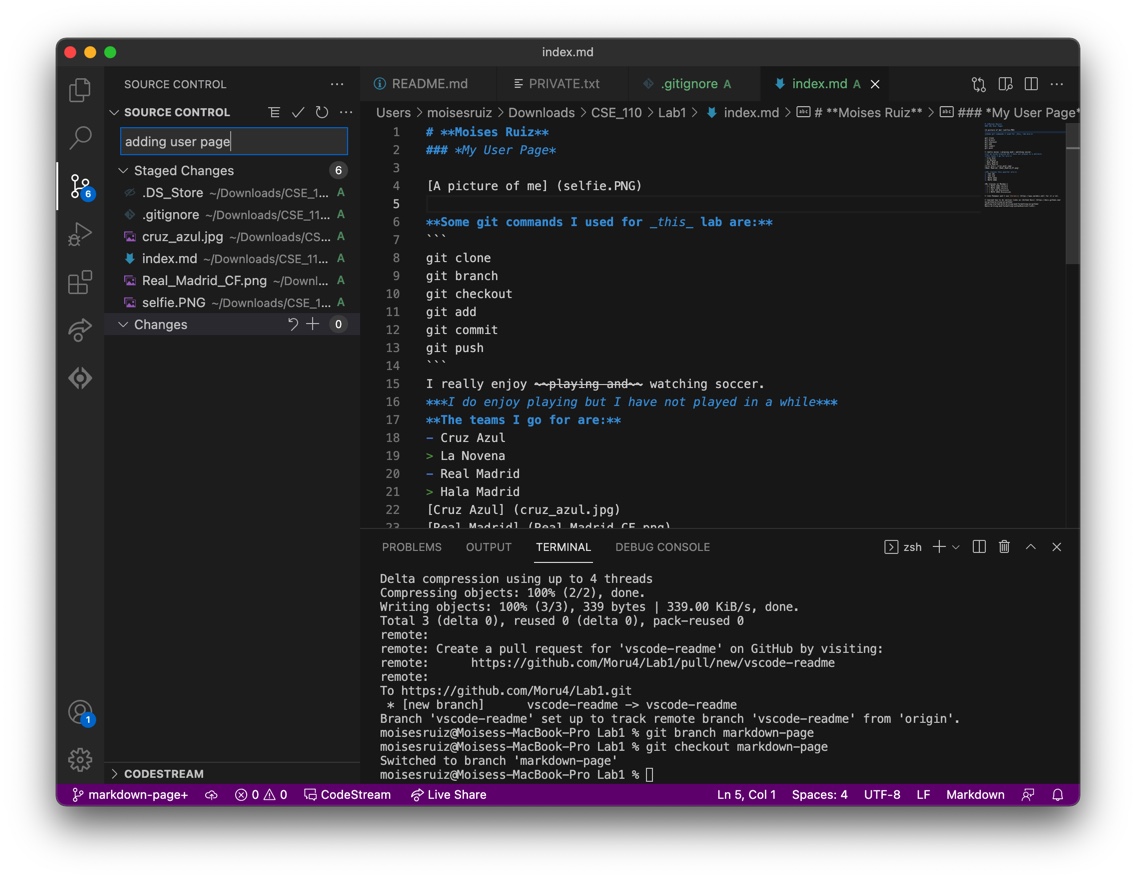 index.md
SOURCE CONTROL ...
README.md PRIVATE.txt .gitignore A index.md A
SOURCE CONTROL
adding user page
Staged Changes 6
.DS_Store ~/Downloads/CSE_1... A
.gitignore ~/Downloads/CSE_11... A
cruz_azul.jpg ~/Downloads/CS... A
index.md ~/Downloads/CSE_11... A
Real_Madrid_CF.png ~/Downl... A
selfie.PNG ~/Downloads/CSE_1... A
Changes 0
6
Users > moisesruiz > Downloads > CSE_110 > Lab1 > index.md > # **Moises Ruiz** > ### *My User Page*
1 # **Moises Ruiz**
2 ### *My User Page*
3
4 [A picture of me] (selfie.PNG)
5
6 **Some git commands I used for _this_ lab are:**
7 ```
8 git clone
9 git branch
10 git checkout
11 git add
12 git commit
13 git push
14 ```
15 I really enjoy ~~playing and~~ watching soccer.
16 ***I do enjoy playing but I have not played in a while***
17 **The teams I go for are:**
18 - Cruz Azul
19 > La Novena
20 - Real Madrid
21 > Hala Madrid
22 [Cruz Azul] (cruz_azul.jpg)
23 [Real Madrid] (Real_Madrid_CF.png)
PROBLEMS OUTPUT TERMINAL DEBUG CONSOLE zsh
Delta compression using up to 4 threads
Compressing objects: 100% (2/2), done.
Writing objects: 100% (3/3), 339 bytes | 339.00 KiB/s, done.
Total 3 (delta 0), reused 0 (delta 0), pack-reused 0
remote:
remote: Create a pull request for 'vscode-readme' on GitHub by visiting:
remote:      https://github.com/Moru4/Lab1/pull/new/vscode-readme
remote:
To https://github.com/Moru4/Lab1.git
 * [new branch]      vscode-readme -> vscode-readme
Branch 'vscode-readme' set up to track remote branch 'vscode-readme' from 'origin'.
moisesruiz@Moisess-MacBook-Pro Lab1 % git branch markdown-page
moisesruiz@Moisess-MacBook-Pro Lab1 % git checkout markdown-page
Switched to branch 'markdown-page'
moisesruiz@Moisess-MacBook-Pro Lab1 %
1
CODESTREAM
markdown-page+ 0 0 CodeStream Live Share Ln 5, Col 1 Spaces: 4 UTF-8 LF Markdown